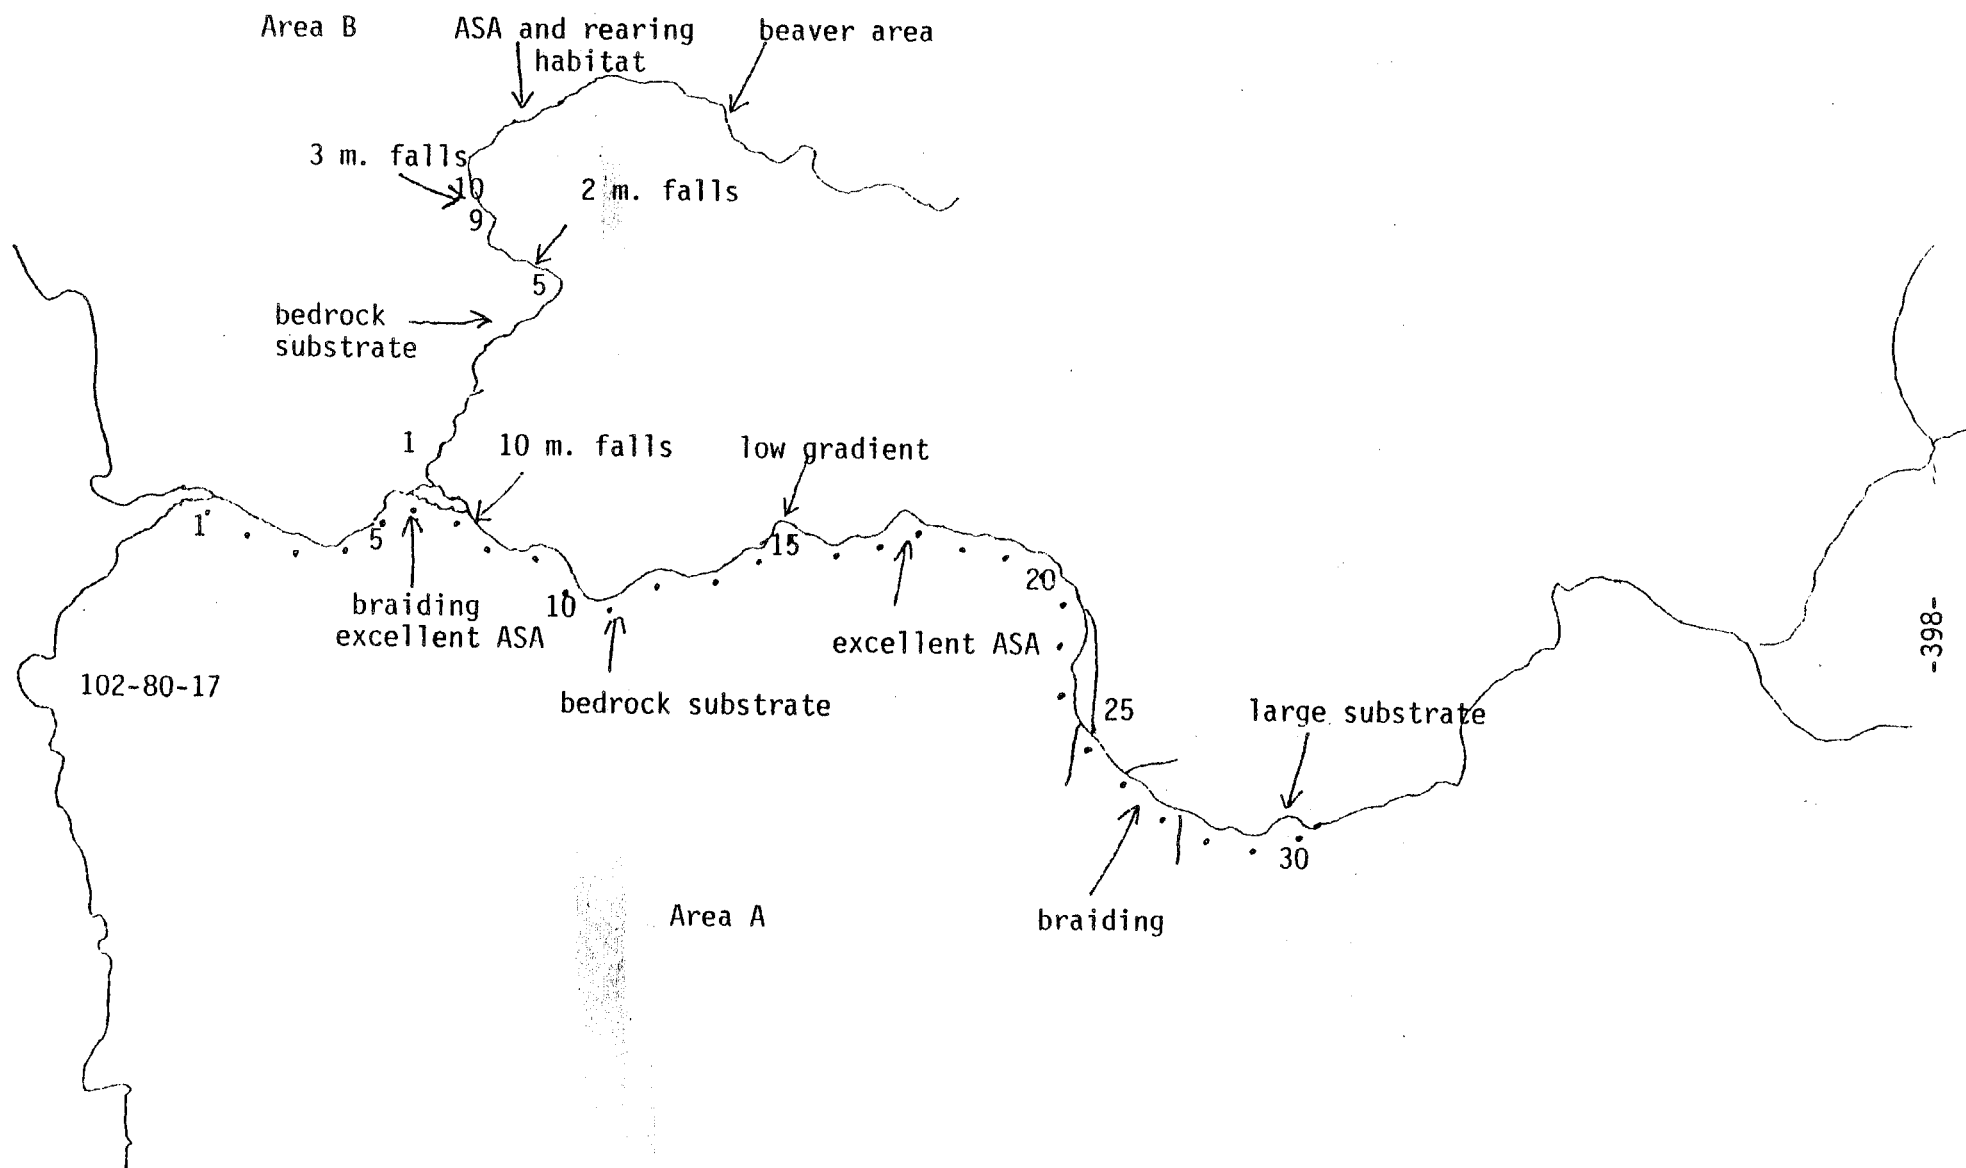 Area B
ASA and rearing
habitat
beaver area
3 m. falls
10
9
2 m. falls
5
bedrock
substrate
1
10 m. falls
low gradient
1
5
braiding
excellent ASA
10
bedrock substrate
15
excellent ASA
20
25
large substrate
30
braiding
102-80-17
Area A
-398-